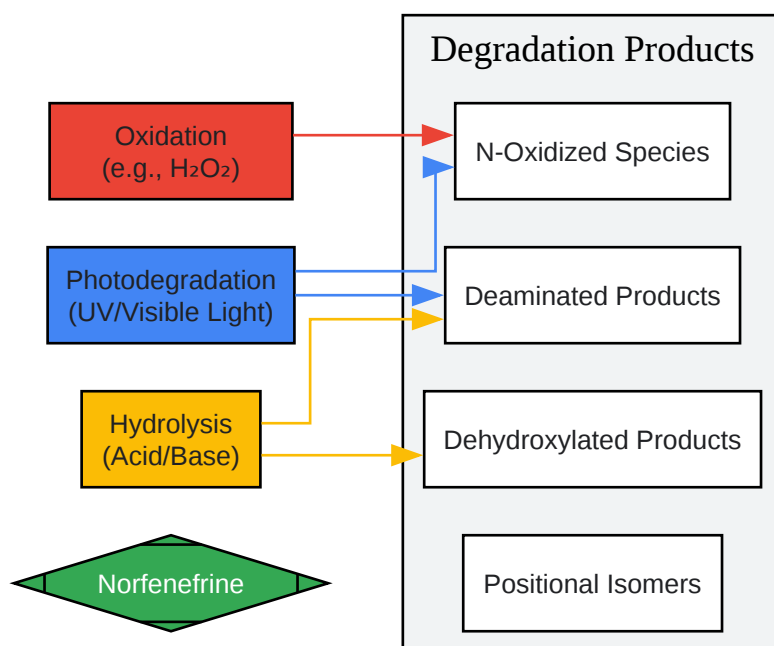 Degradation Products
Oxidation
(e.g., H₂O₂)
N-Oxidized Species
Photodegradation
(UV/Visible Light)
Deaminated Products
Hydrolysis
(Acid/Base)
Dehydroxylated Products
Norfenefrine
Positional Isomers